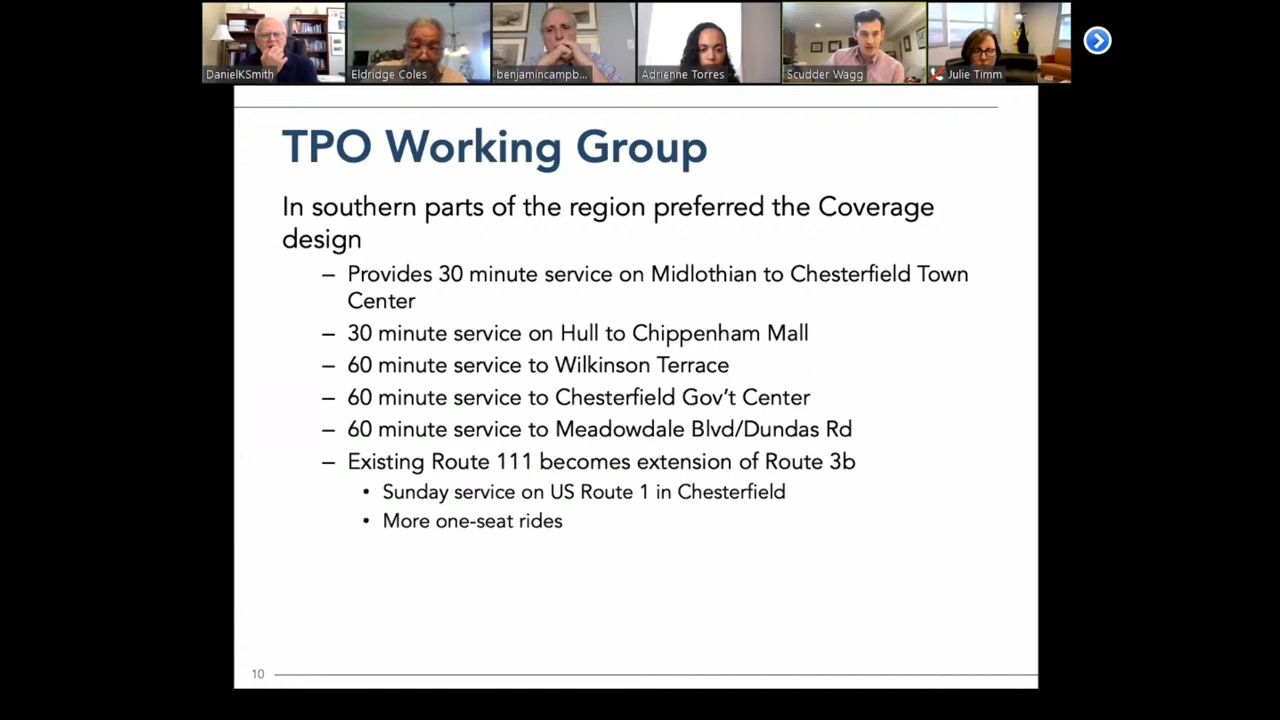 DanielKSmith
Eldridge Coles
benjamincampb...
Adrienne Torres
Scudder Wagg
Julie Timm
TPO Working Group
In southern parts of the region preferred the Coverage
design
– Provides 30 minute service on Midlothian to Chesterfield Town
Center
– 30 minute service on Hull to Chippenham Mall
– 60 minute service to Wilkinson Terrace
– 60 minute service to Chesterfield Gov’t Center
– 60 minute service to Meadowdale Blvd/Dundas Rd
– Existing Route 111 becomes extension of Route 3b
• Sunday service on US Route 1 in Chesterfield
• More one-seat rides
10